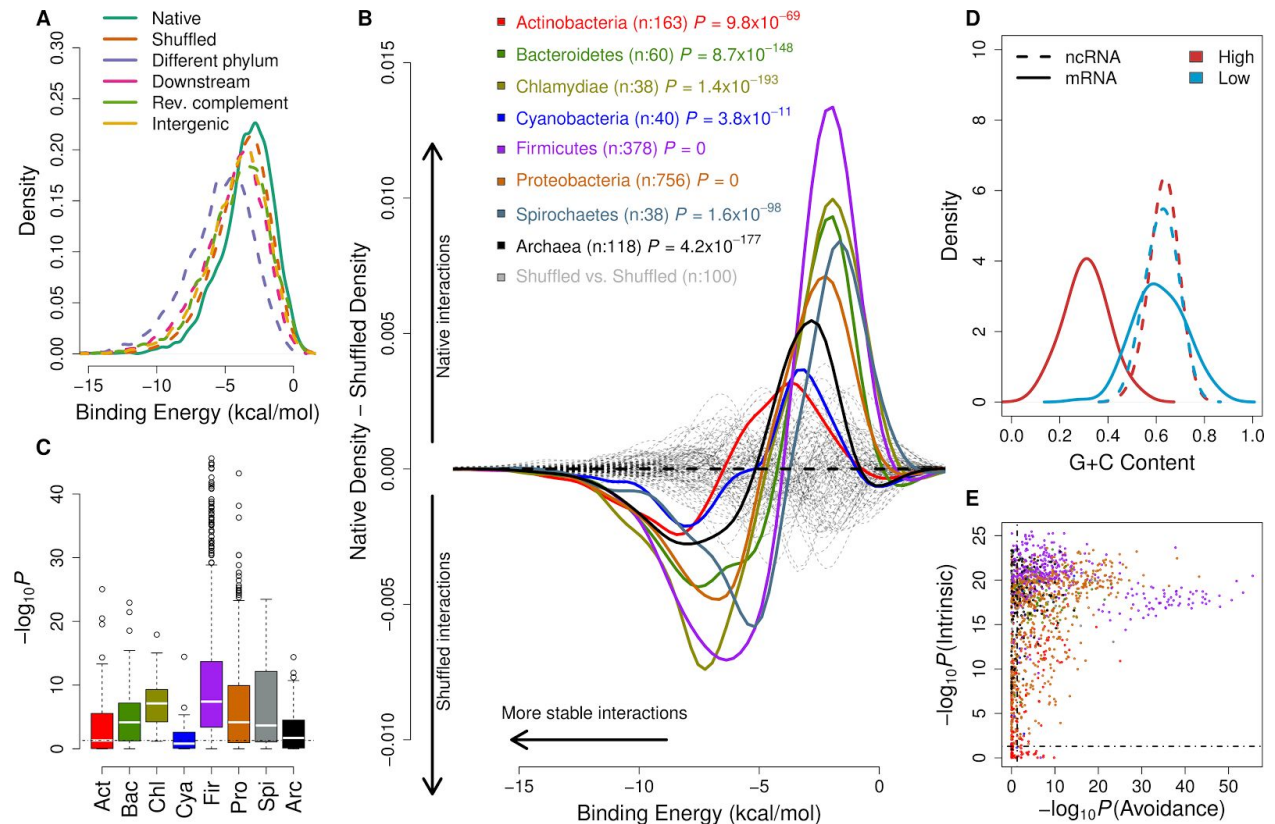 A
Native
Shuffled
Different phylum
Downstream
Rev. complement
Intergenic
Density
0.30
0.25
0.20
0.15
0.10
0.05
0.00
−15 −10 −5 0
Binding Energy (kcal/mol)
B
Actinobacteria (n:163) P = 9.8x10−69
Bacteroidetes (n:60) P = 8.7x10−148
Chlamydiae (n:38) P = 1.4x10−193
Cyanobacteria (n:40) P = 3.8x10−11
Firmicutes (n:378) P = 0
Proteobacteria (n:756) P = 0
Spirochaetes (n:38) P = 1.6x10−98
Archaea (n:118) P = 4.2x10−177
Shuffled vs. Shuffled (n:100)
Native Density − Shuffled Density
0.015
0.010
0.005
0.000
−0.005
−0.010
Native interactions
Shuffled interactions
More stable interactions
−15 −10 −5 0
Binding Energy (kcal/mol)
C
−log10P
40
30
20
10
0
Act Bac Chl Cya Fir Pro Spi Arc
D
ncRNA High
mRNA Low
Density
10
8
6
4
2
0
0.0 0.2 0.4 0.6 0.8 1.0
G+C Content
E
−log10P(Intrinsic)
25
20
15
10
5
0
0 10 20 30 40 50
−log10P(Avoidance)